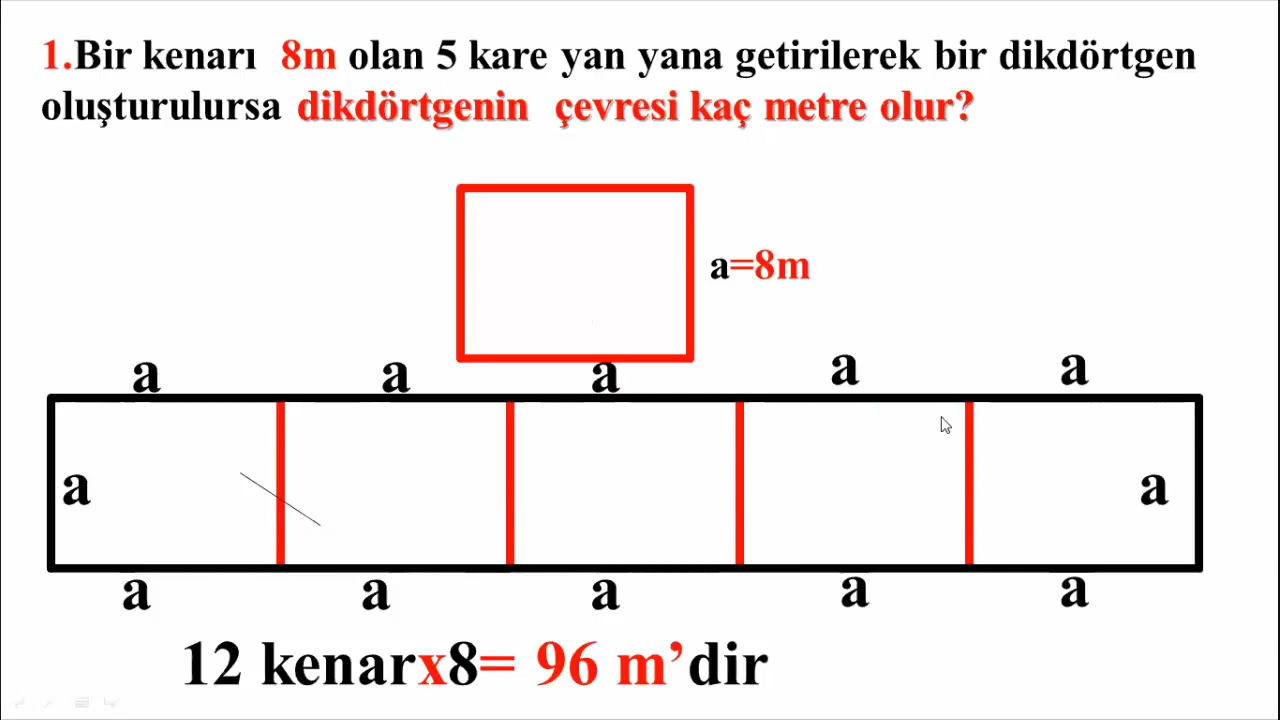 1.Bir kenarı 8m olan 5 kare yan yana getirilerek bir dikdörtgen
oluşturulursa dikdörtgenin çevresi kaç metre olur?
a=8m
a a a a a
a a
a a a a a
12 kenarx8= 96 m’dir